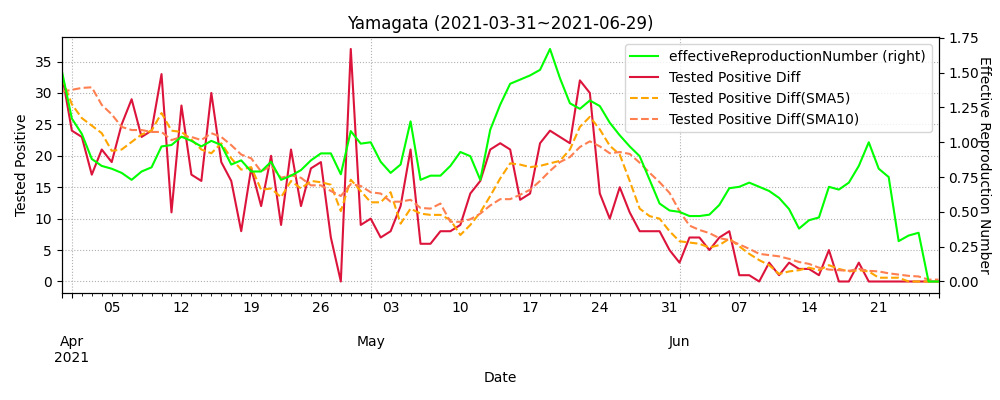 Yamagata (2021-03-31~2021-06-29)
effectiveReproductionNumber (right)
Tested Positive Diff
Tested Positive Diff(SMA5)
Tested Positive Diff(SMA10)
Tested Positive
35
30
25
20
15
10
5
0
1.75
1.50
1.25
1.00
0.75
0.50
0.25
0.00
Effective Reproduction Number
05 12 19 26 03 10 17 24 31 07 14 21
Apr May Jun
2021
Date